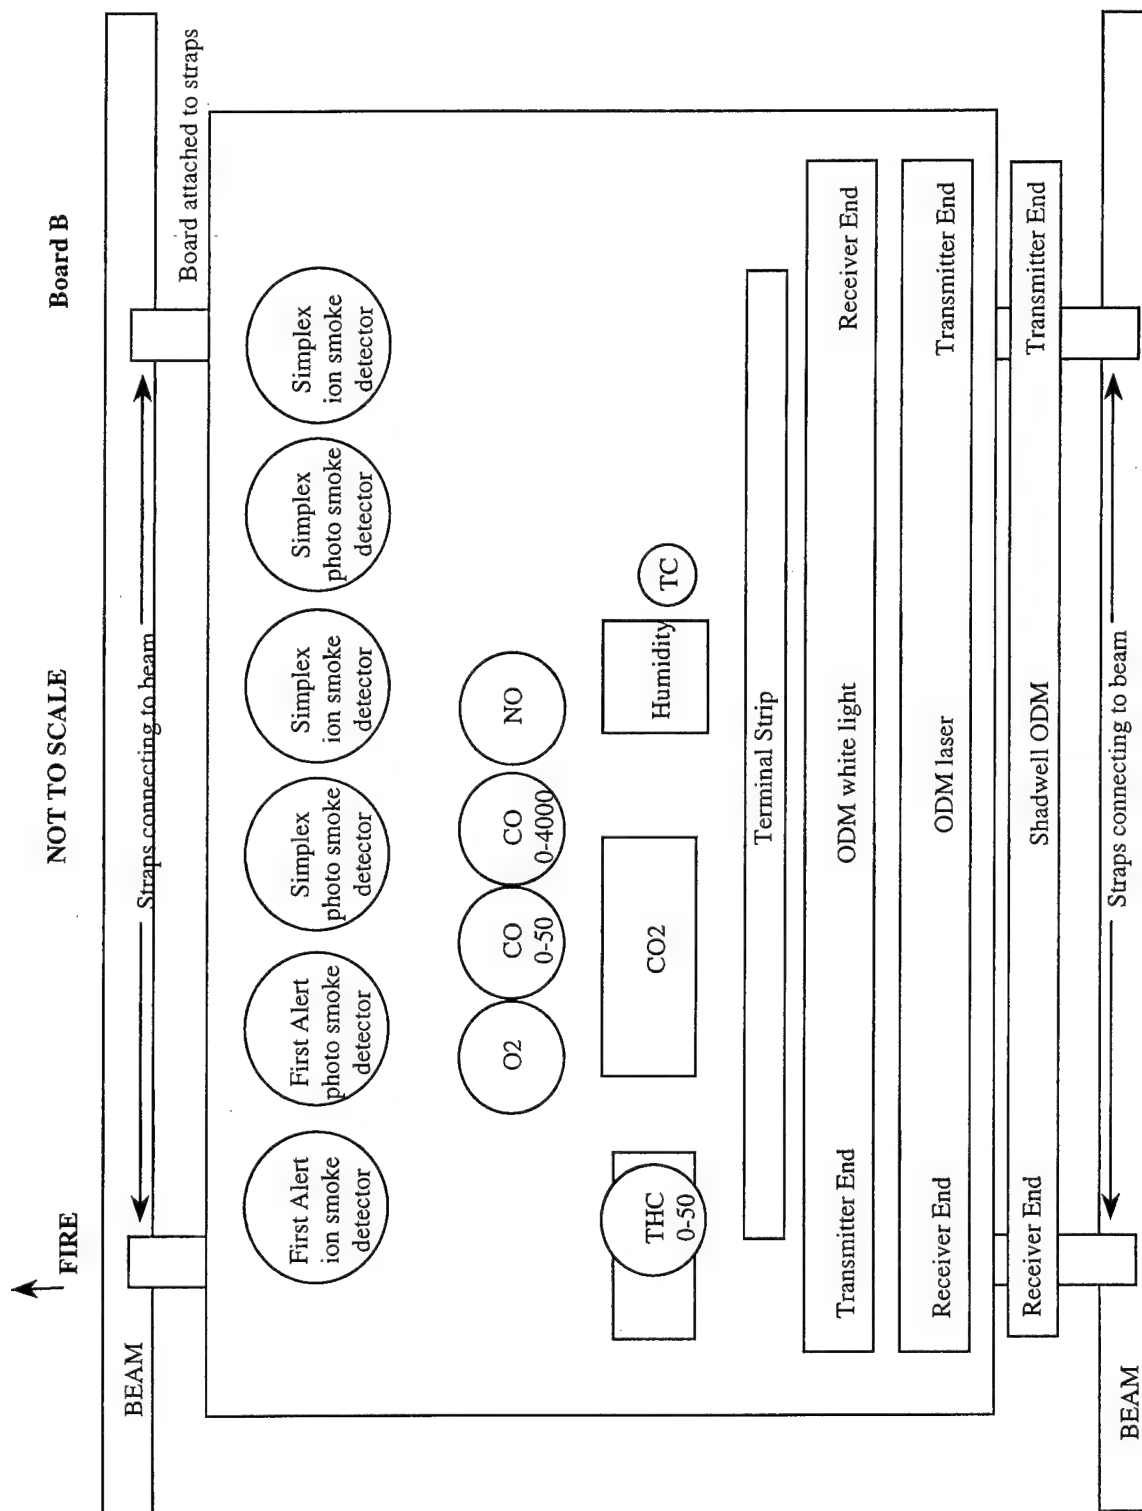 FIRE
NOT TO SCALE
Board B
BEAM
Straps connecting to beam
Board attached to straps
First Alert
ion smoke
detector
First Alert
photo smoke
detector
Simplex
photo smoke
detector
Simplex
ion smoke
detector
Simplex
photo smoke
detector
Simplex
ion smoke
detector
O2
CO
0-50
CO
0-4000
NO
THC
0-50
CO2
Humidity
TC
Terminal Strip
Transmitter End
ODM white light
Receiver End
Receiver End
ODM laser
Transmitter End
Receiver End
Shadwell ODM
Transmitter End
BEAM
Straps connecting to beam